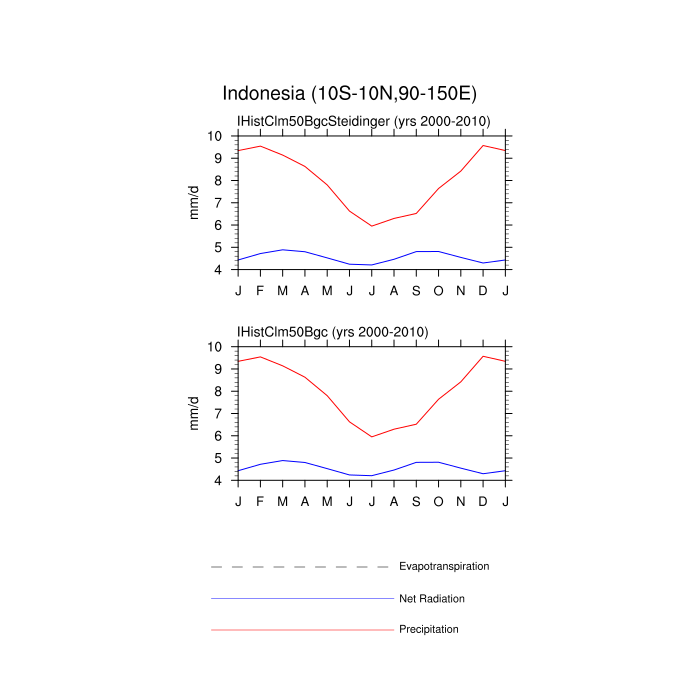 Indonesia (10S-10N,90-150E)
IHistClm50BgcSteidinger (yrs 2000-2010)
10
9
8
7
6
5
4
mm/d
J F M A M J J A S O N D J
IHistClm50Bgc (yrs 2000-2010)
10
9
8
7
6
5
4
mm/d
J F M A M J J A S O N D J
Evapotranspiration
Net Radiation
Precipitation